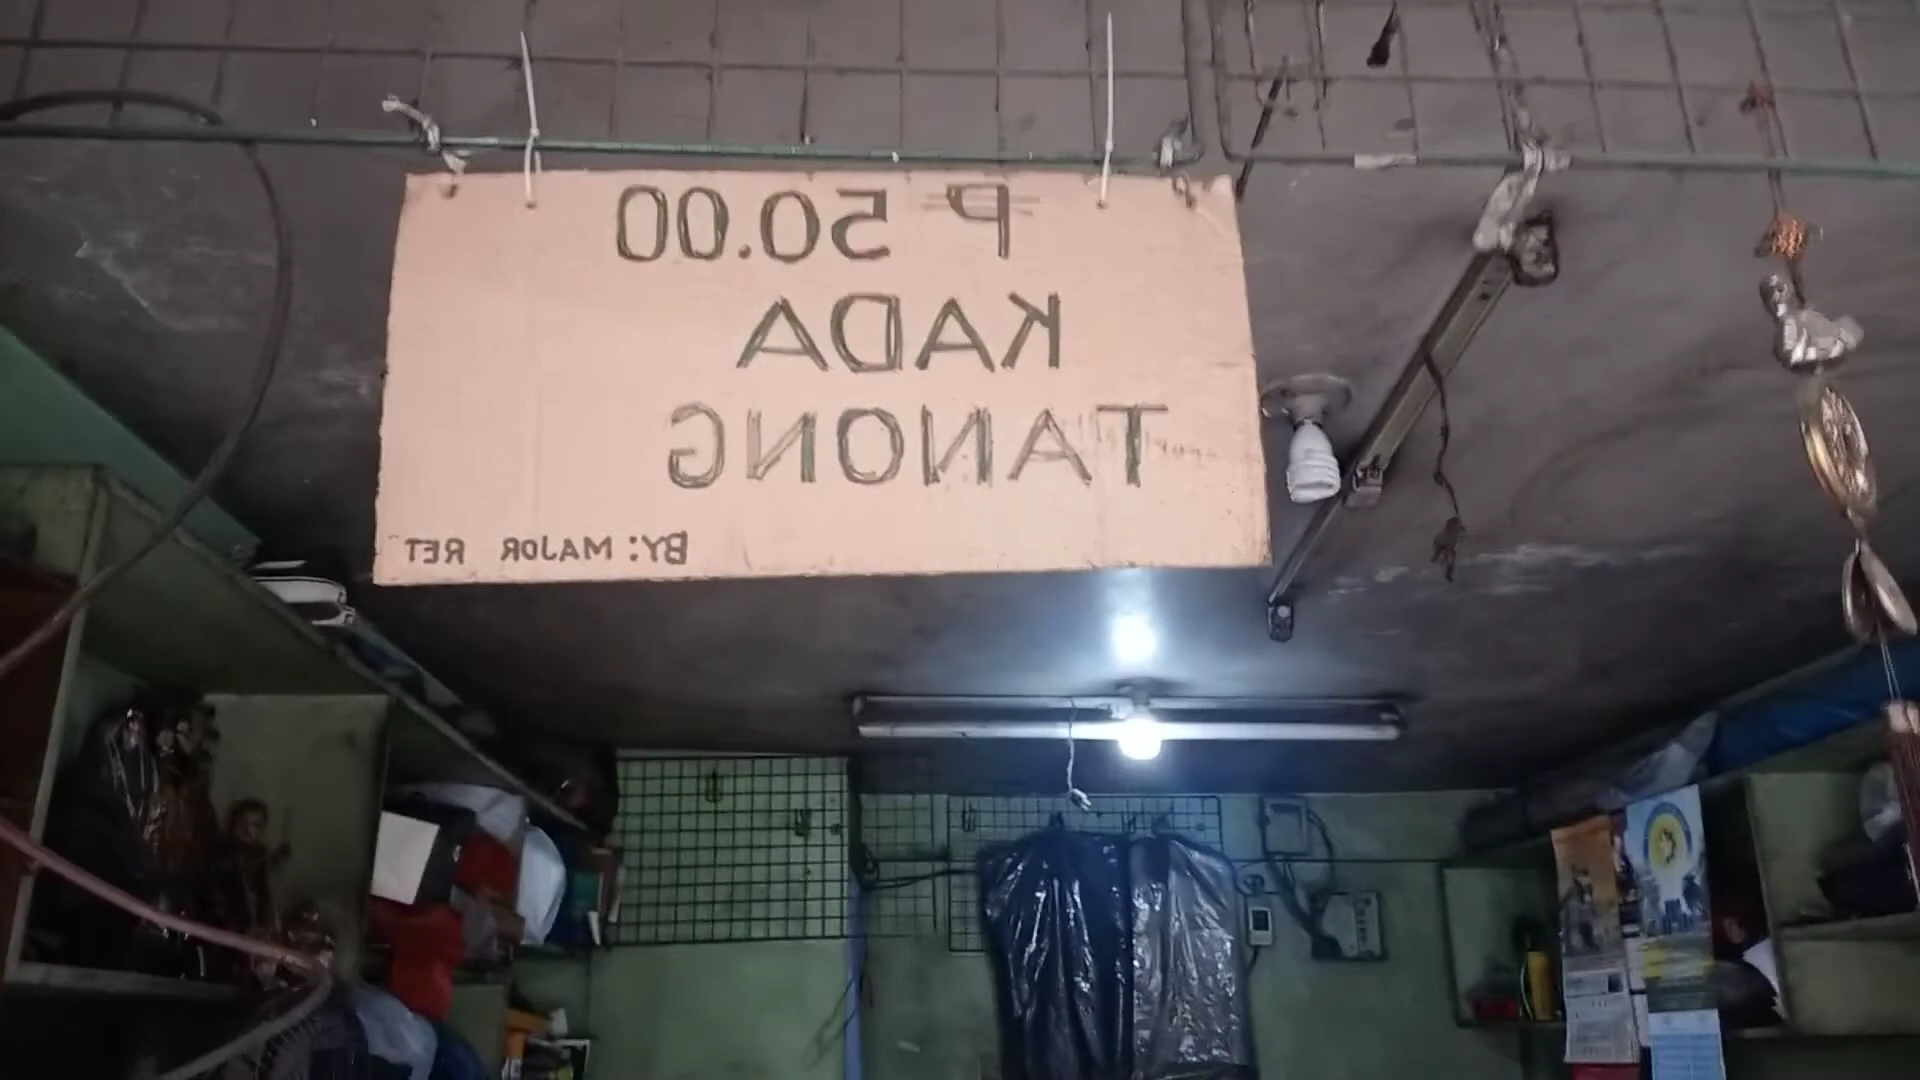 ₱ 50.00
KADA
TANONG
BY: MAJOR RET